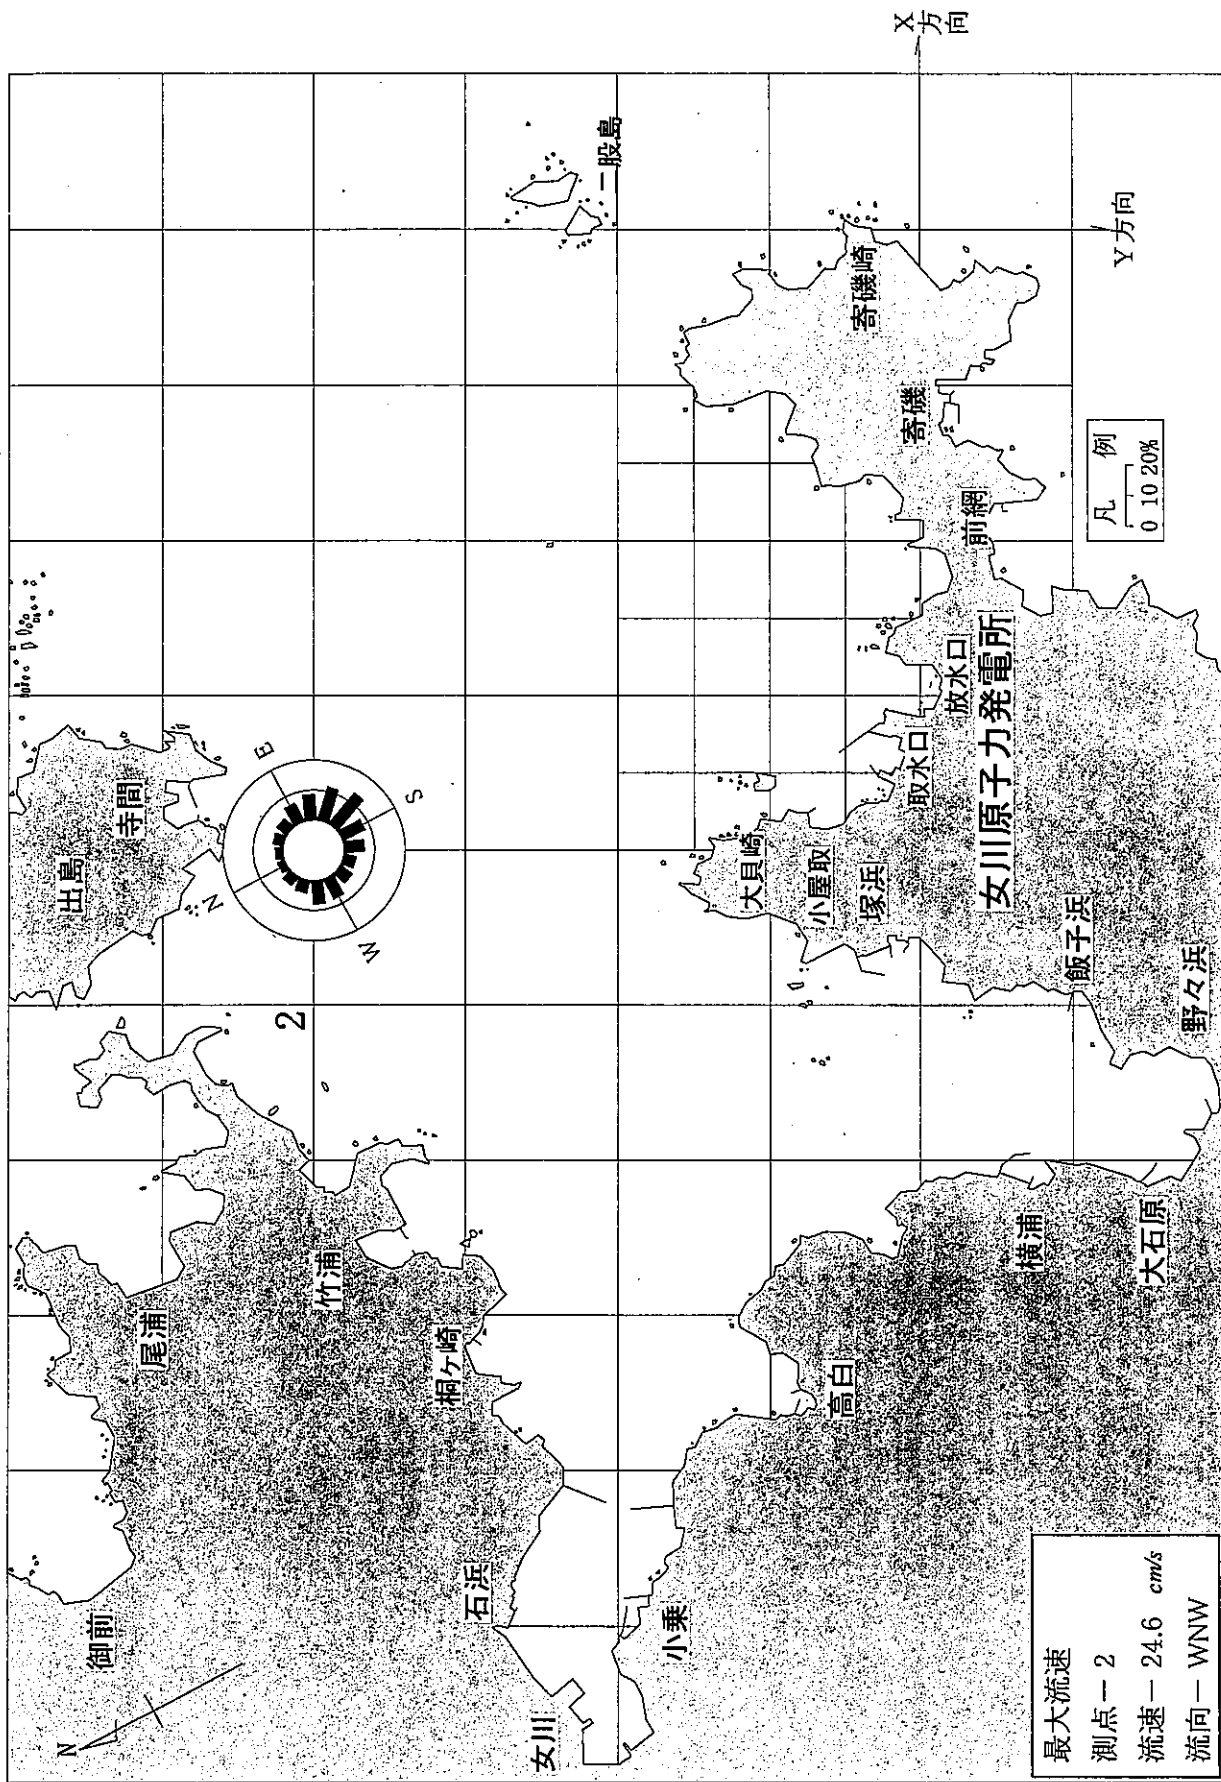 X
方向
Y方向
二股島
寄磯崎
寄磯
前網
凡 例
0 10 20%
放水口
女川原子力発電所
取水口
大貝崎
小屋取
塚浜
飯子浜
野々浜
出島
寺間
N
E
S
W
2
御前
尾浦
竹浦
桐ヶ崎
石浜
女川
小乗
高白
横浦
大石原
N
最大流速
測点－2
流速－24.6 cm/s
流向－WNW